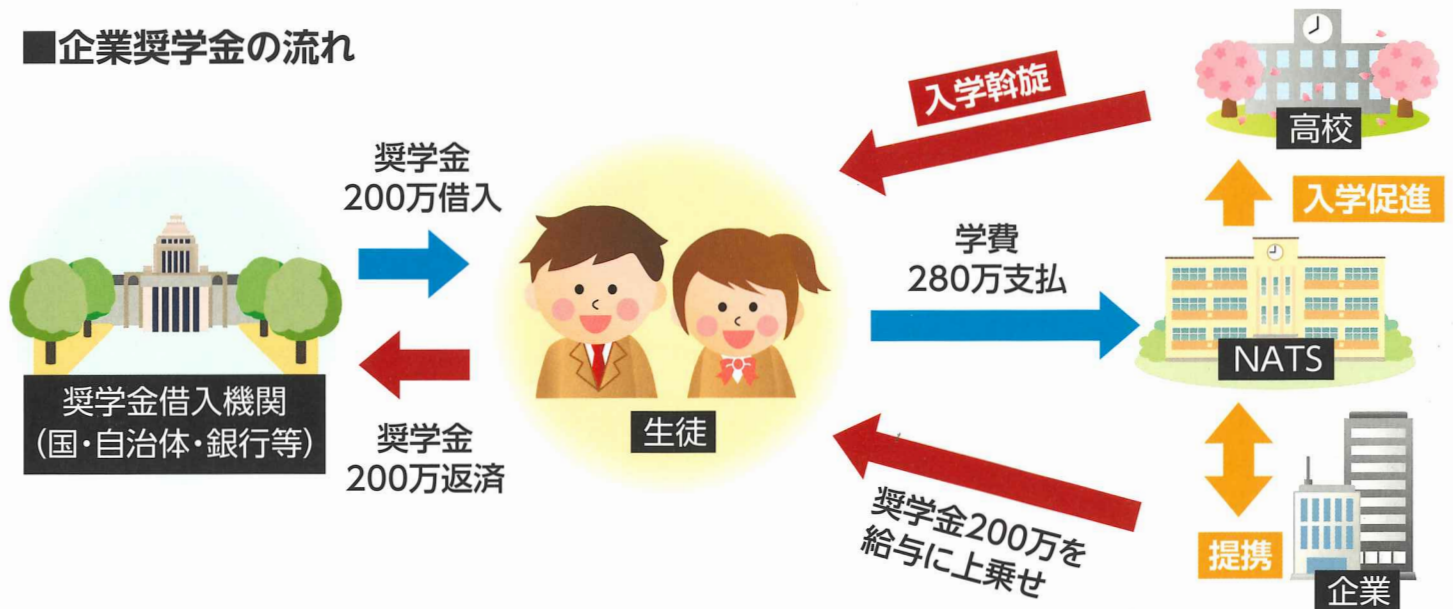 ■企業奨学金の流れ
奨学金
200万借入
奨学金借入機関
(国・自治体・銀行等)
奨学金
200万返済
生徒
入学斡旋
高校
入学促進
学費
280万支払
NATS
奨学金200万を
給与に上乗せ
提携
企業